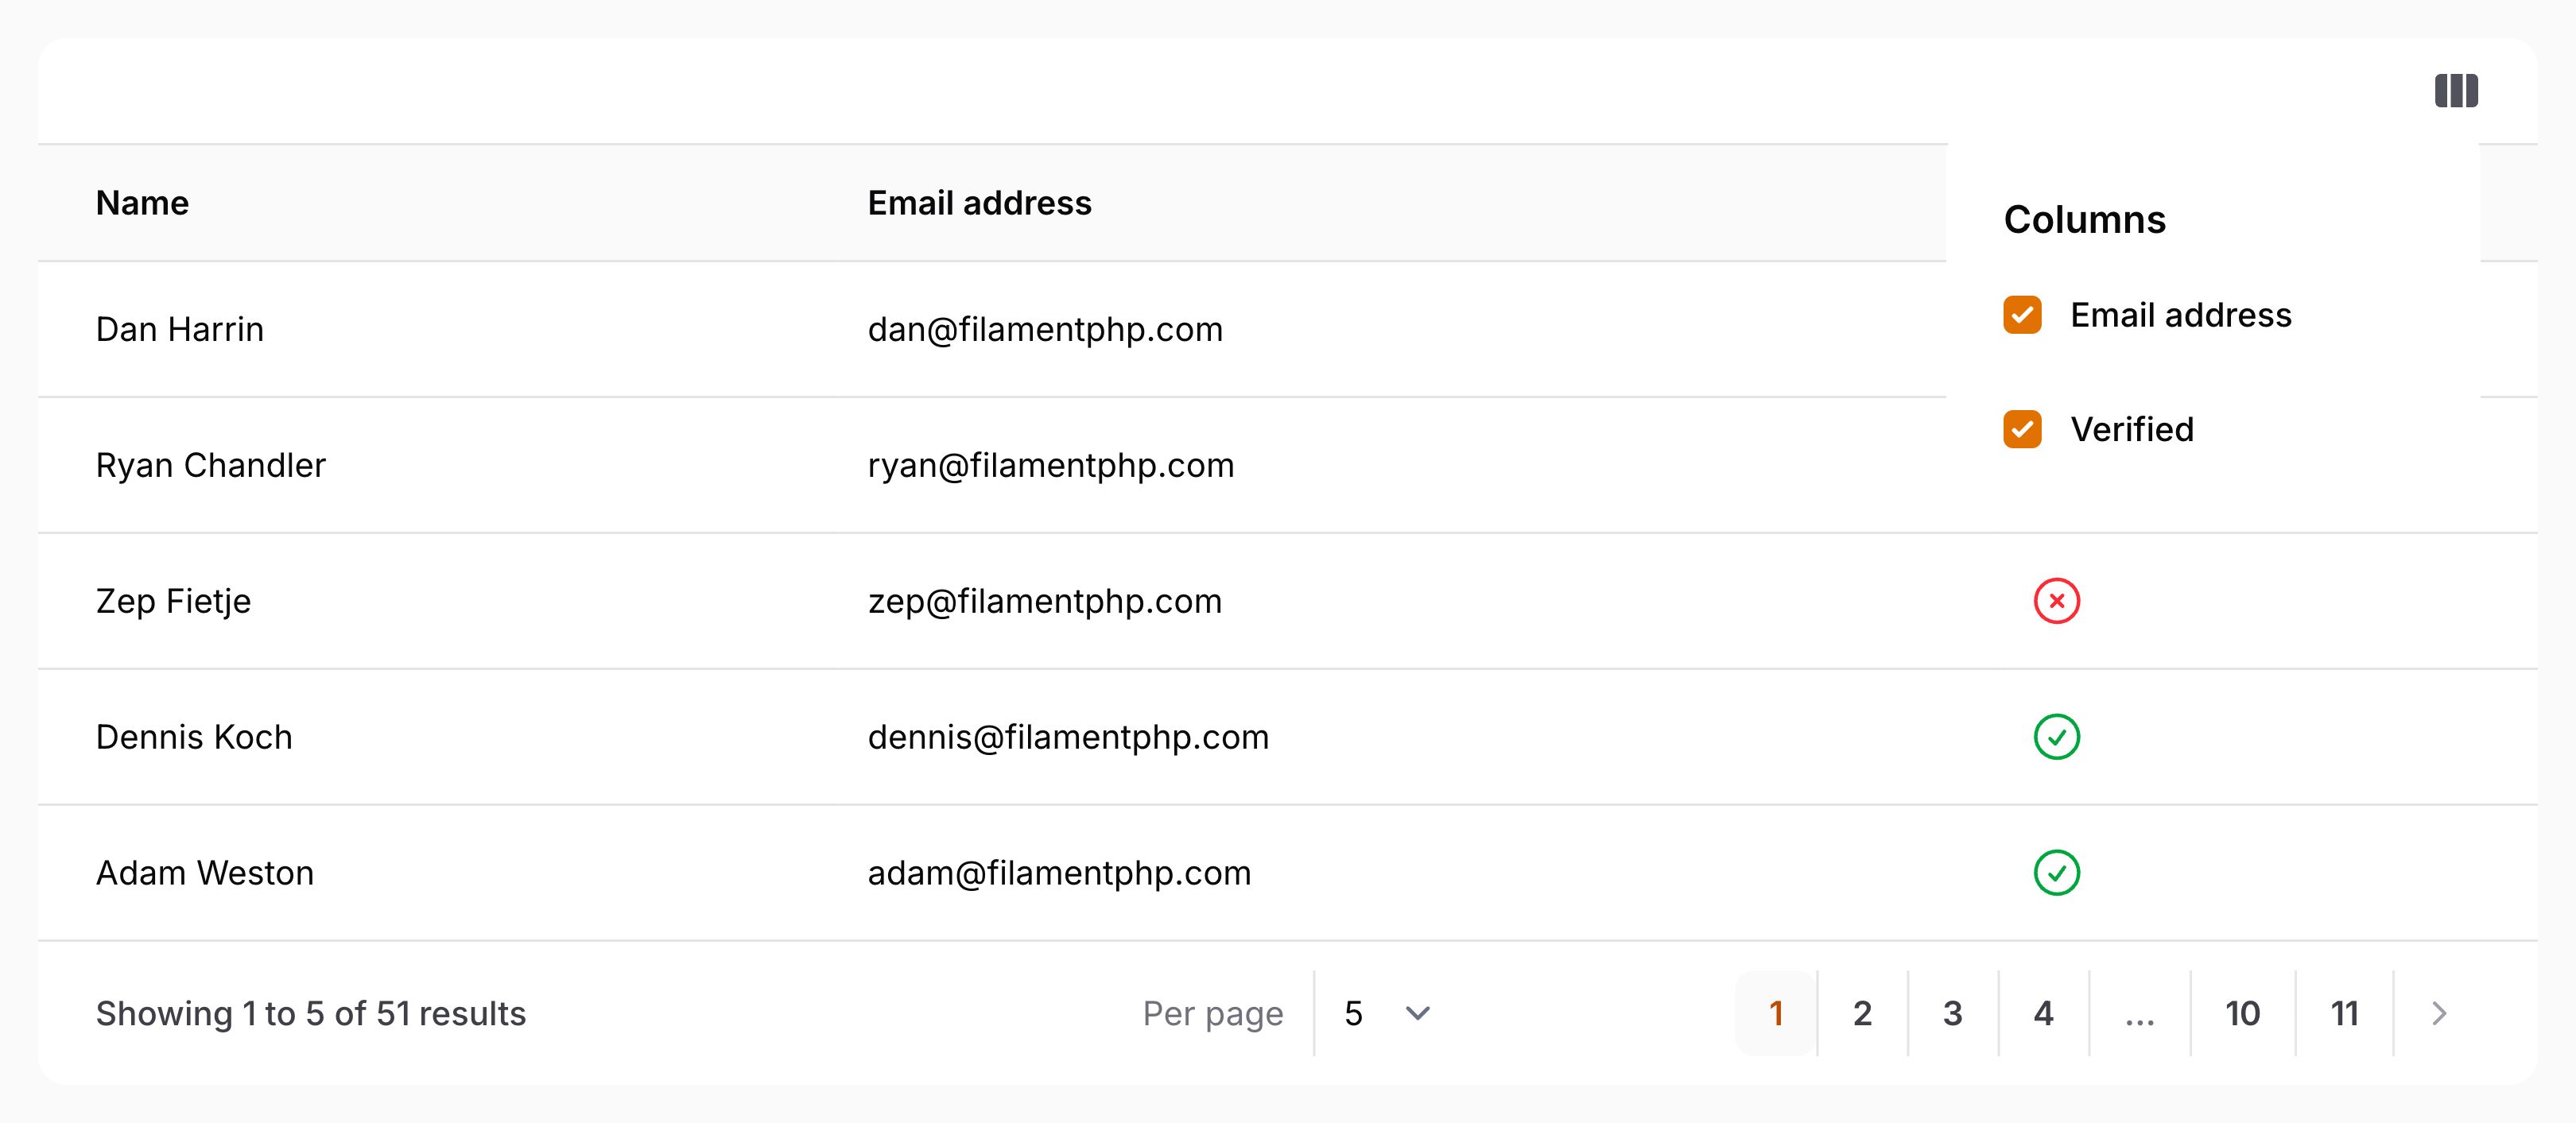 Name Email address
Columns
Email address
Dan Harrin dan@filamentphp.com
Verified
Ryan Chandler ryan@filamentphp.com
Zep Fietje zep@filamentphp.com
Dennis Koch dennis@filamentphp.com
Adam Weston adam@filamentphp.com
Showing 1 to 5 of 51 results Per page 5 1 2 3 4 ... 10 11